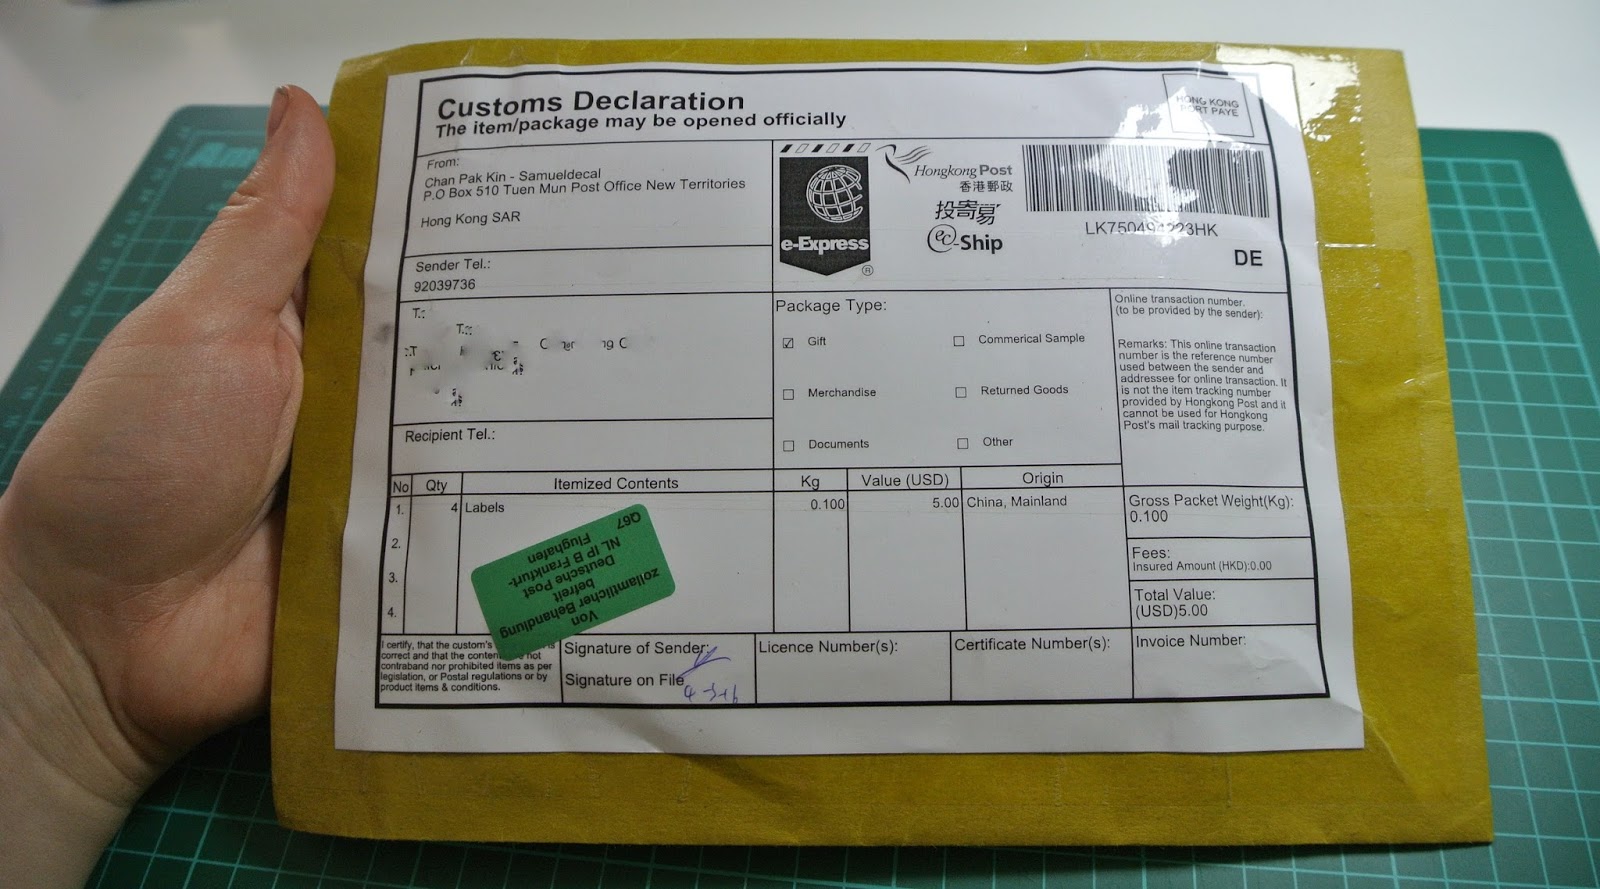 Customs Declaration
The item/package may be opened officially
HONG KONG
PORT PAYE
From:
Chan Pak Kin - Samueldecal
P.O Box 510 Tuen Mun Post Office New Territories
Hong Kong SAR
Sender Tel.:
92039736
e-Express
®
Hongkong Post
香港郵政
投寄易
ec-Ship
DE
Recipient Tel.:
Package Type:
☑ Gift
☐ Commerical Sample
☐ Merchandise
☐ Returned Goods
☐ Documents
☐ Other
Online transaction number.
(to be provided by the sender):
Remarks: This online transaction
number is the reference number
used between the sender and
addressee for online transaction. It
is not the item tracking number
provided by Hongkong Post and it
cannot be used for Hongkong
Post's mail tracking purpose.
No Qty Itemized Contents Kg Value (USD) Origin
1. 4 Labels 0.100 5.00 China, Mainland
2.
3.
4.
Gross Packet Weight(Kg):
0.100
Fees:
Insured Amount (HKD):0.00
Total Value:
(USD)5.00
Von
zollamtlicher Behandlung
befreit
Deutsche Post
NL IP B Frankfurt-
Flughafen
Q67
I certify, that the custom's
correct and that the conten not
contraband nor prohibited items as per
legislation, or Postal regulations or by
product items & conditions.
Signature of Sender:
Signature on File
Licence Number(s):
Certificate Number(s):
Invoice Number: